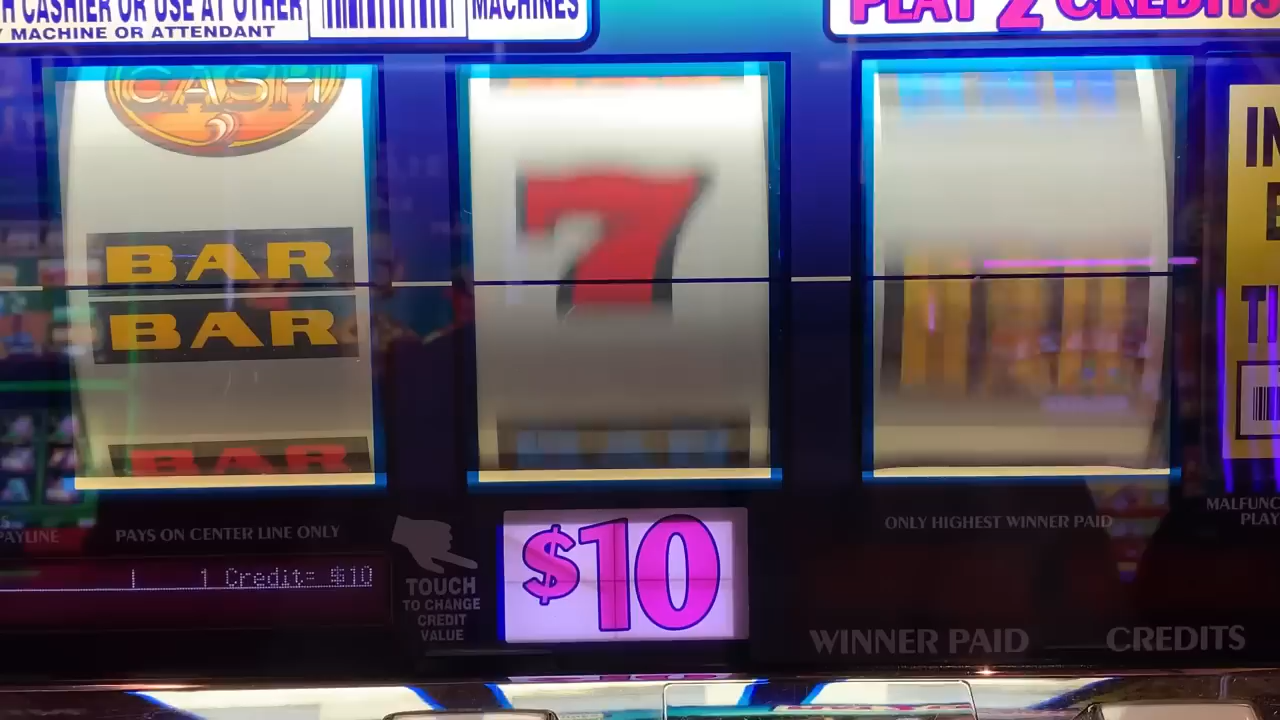 CASHIER OR USE AT OTHER
MACHINE OR ATTENDANT
MACHINES
PLAY 2 CREDITS
CASH
BAR
BAR
7
BAR
PAYLINE
PAYS ON CENTER LINE ONLY
1 Credit= $10
TOUCH
TO CHANGE
CREDIT
VALUE
$10
ONLY HIGHEST WINNER PAID
WINNER PAID
CREDITS